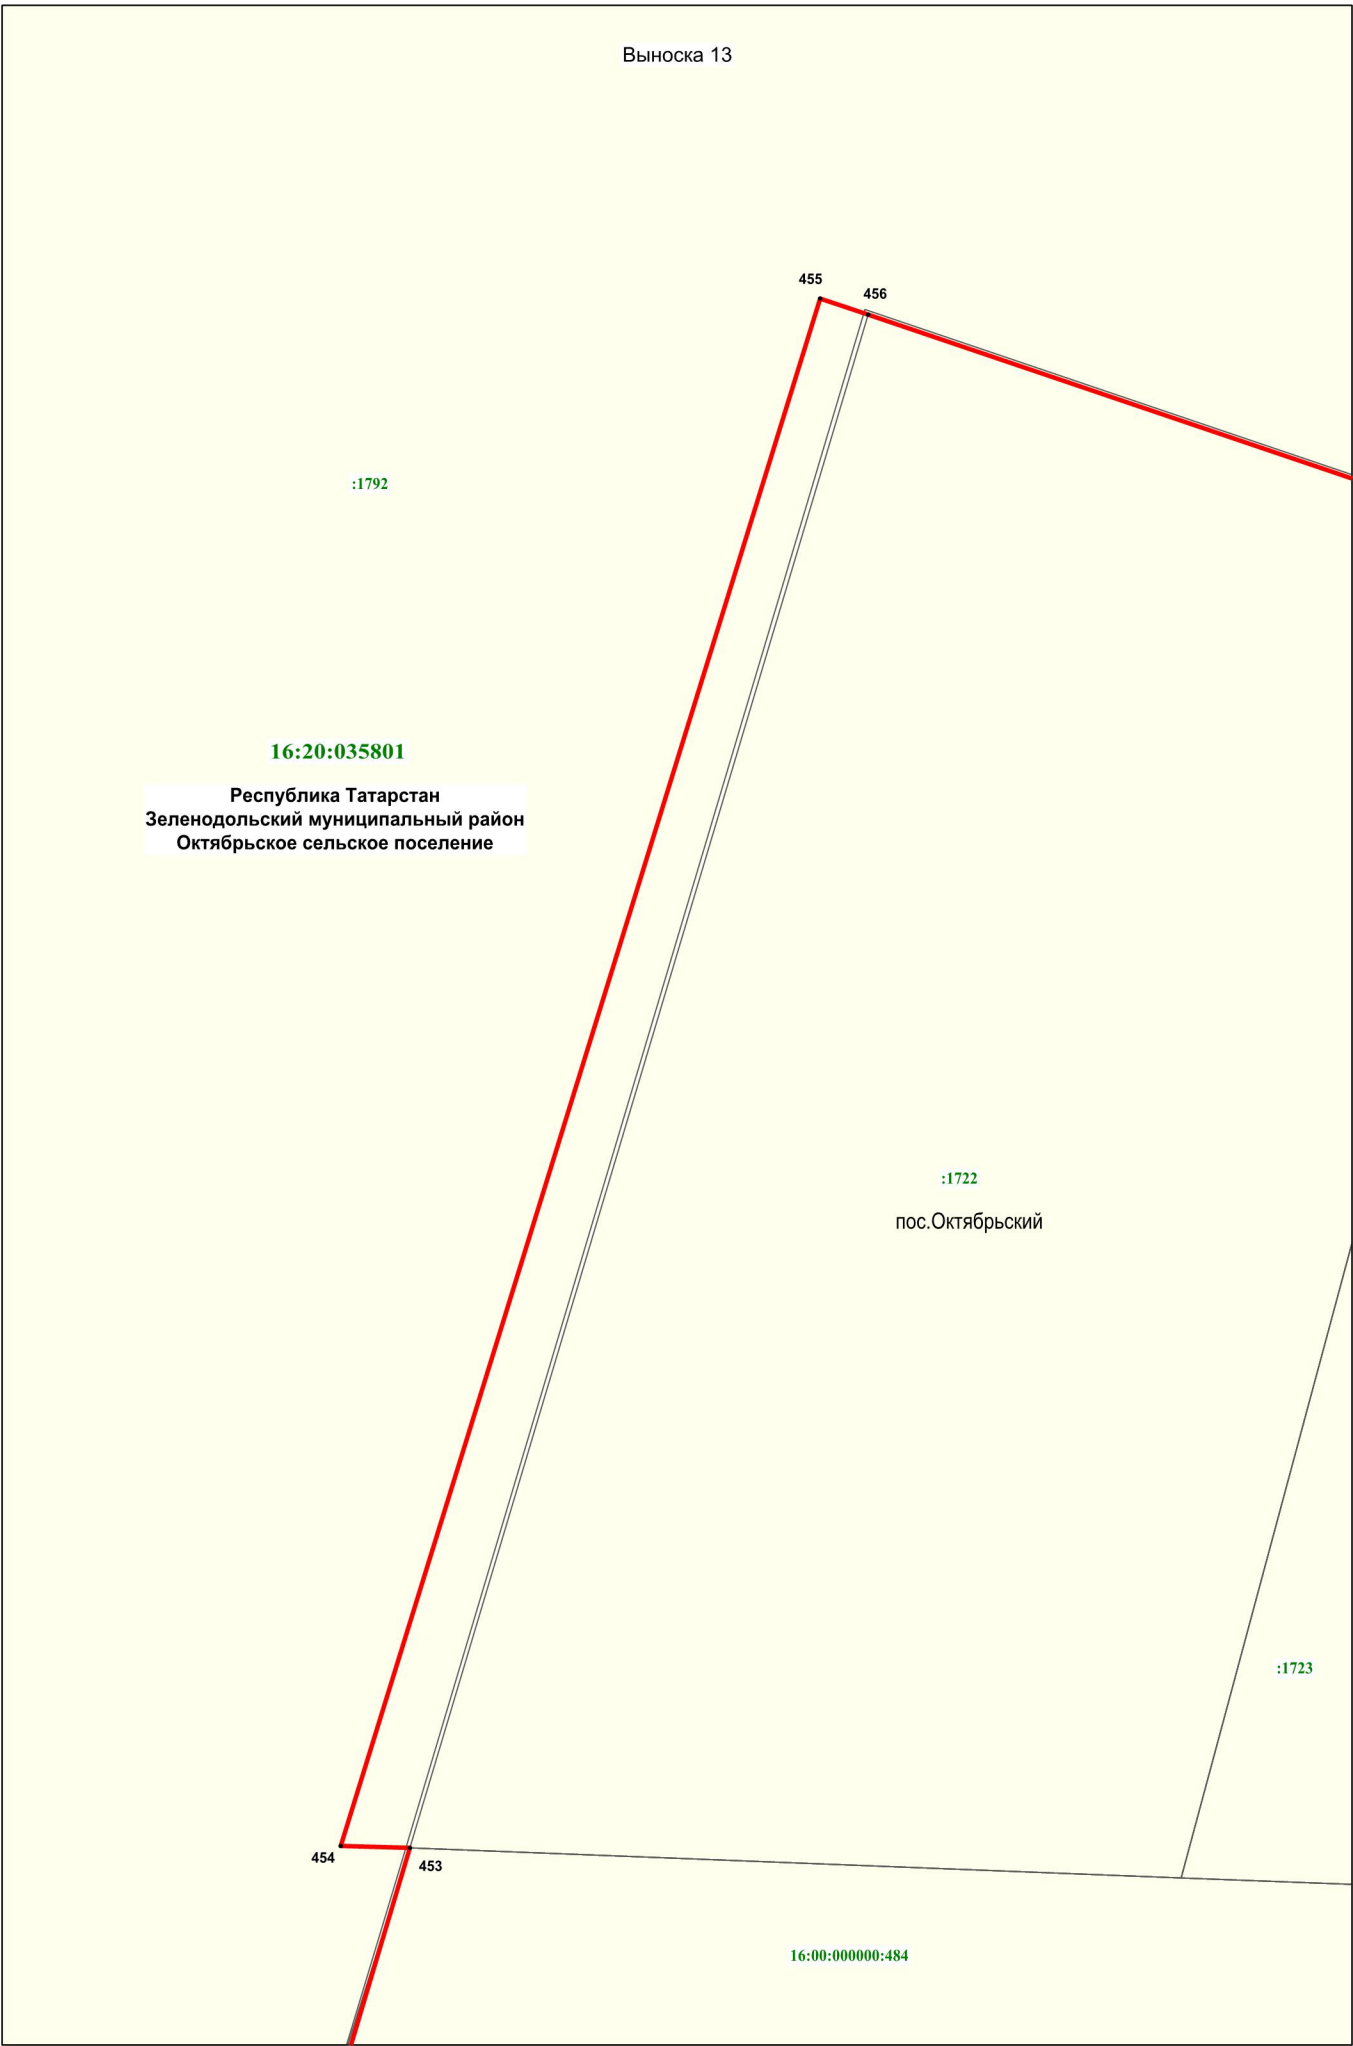 Выноска 13
455
456
:1792
16:20:035801
Республика Татарстан
Зеленодольский муниципальный район
Октябрьское сельское поселение
:1722
пос.Октябрьский
:1723
454
453
16:00:000000:484